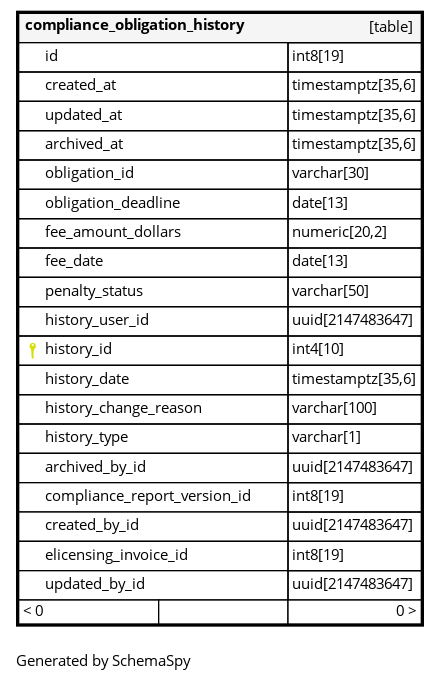 compliance_obligation_history [table]
id int8[19]
created_at timestamptz[35,6]
updated_at timestamptz[35,6]
archived_at timestamptz[35,6]
obligation_id varchar[30]
obligation_deadline date[13]
fee_amount_dollars numeric[20,2]
fee_date date[13]
penalty_status varchar[50]
history_user_id uuid[2147483647]
history_id int4[10]
history_date timestamptz[35,6]
history_change_reason varchar[100]
history_type varchar[1]
archived_by_id uuid[2147483647]
compliance_report_version_id int8[19]
created_by_id uuid[2147483647]
elicensing_invoice_id int8[19]
updated_by_id uuid[2147483647]
< 0 0 >
Generated by SchemaSpy